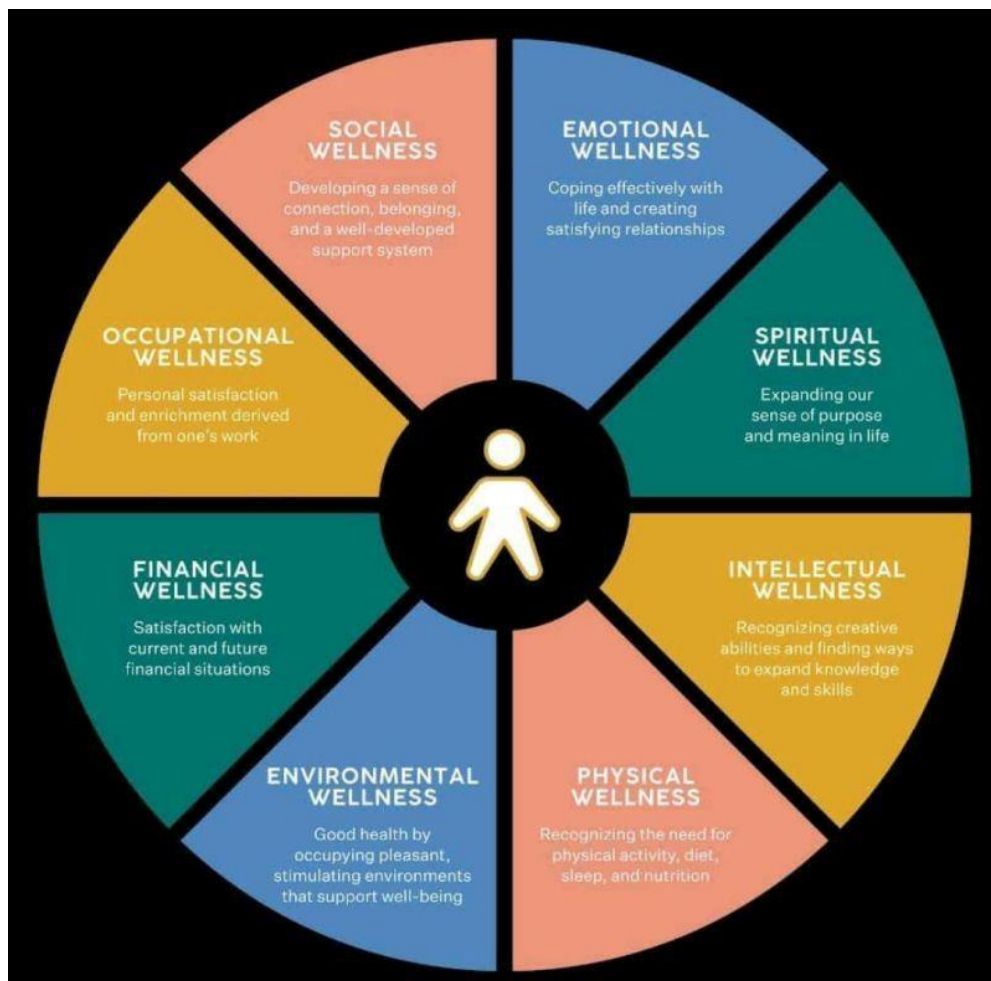 SOCIAL
WELLNESS
Developing a sense of
connection, belonging,
and a well-developed
support system
EMOTIONAL
WELLNESS
Coping effectively with
life and creating
satisfying relationships
SPIRITUAL
WELLNESS
Expanding our
sense of purpose
and meaning in life
INTELLECTUAL
WELLNESS
Recognizing creative
abilities and finding ways
to expand knowledge
and skills
PHYSICAL
WELLNESS
Recognizing the need for
physical activity, diet,
sleep, and nutrition
ENVIRONMENTAL
WELLNESS
Good health by
occupying pleasant,
stimulating environments
that support well-being
FINANCIAL
WELLNESS
Satisfaction with
current and future
financial situations
OCCUPATIONAL
WELLNESS
Personal satisfaction
and enrichment derived
from one's work